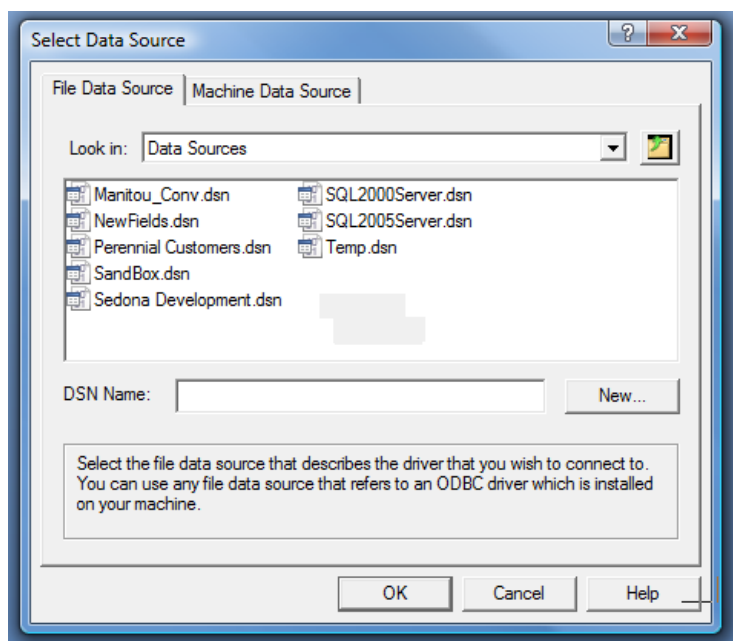 Select Data Source
File Data Source Machine Data Source
Look in: Data Sources
Manitou_Conv.dsn SQL2000Server.dsn
NewFields.dsn SQL2005Server.dsn
Perennial Customers.dsn Temp.dsn
SandBox.dsn
Sedona Development.dsn
DSN Name: New...
Select the file data source that describes the driver that you wish to connect to.
You can use any file data source that refers to an ODBC driver which is installed
on your machine.
OK Cancel Help